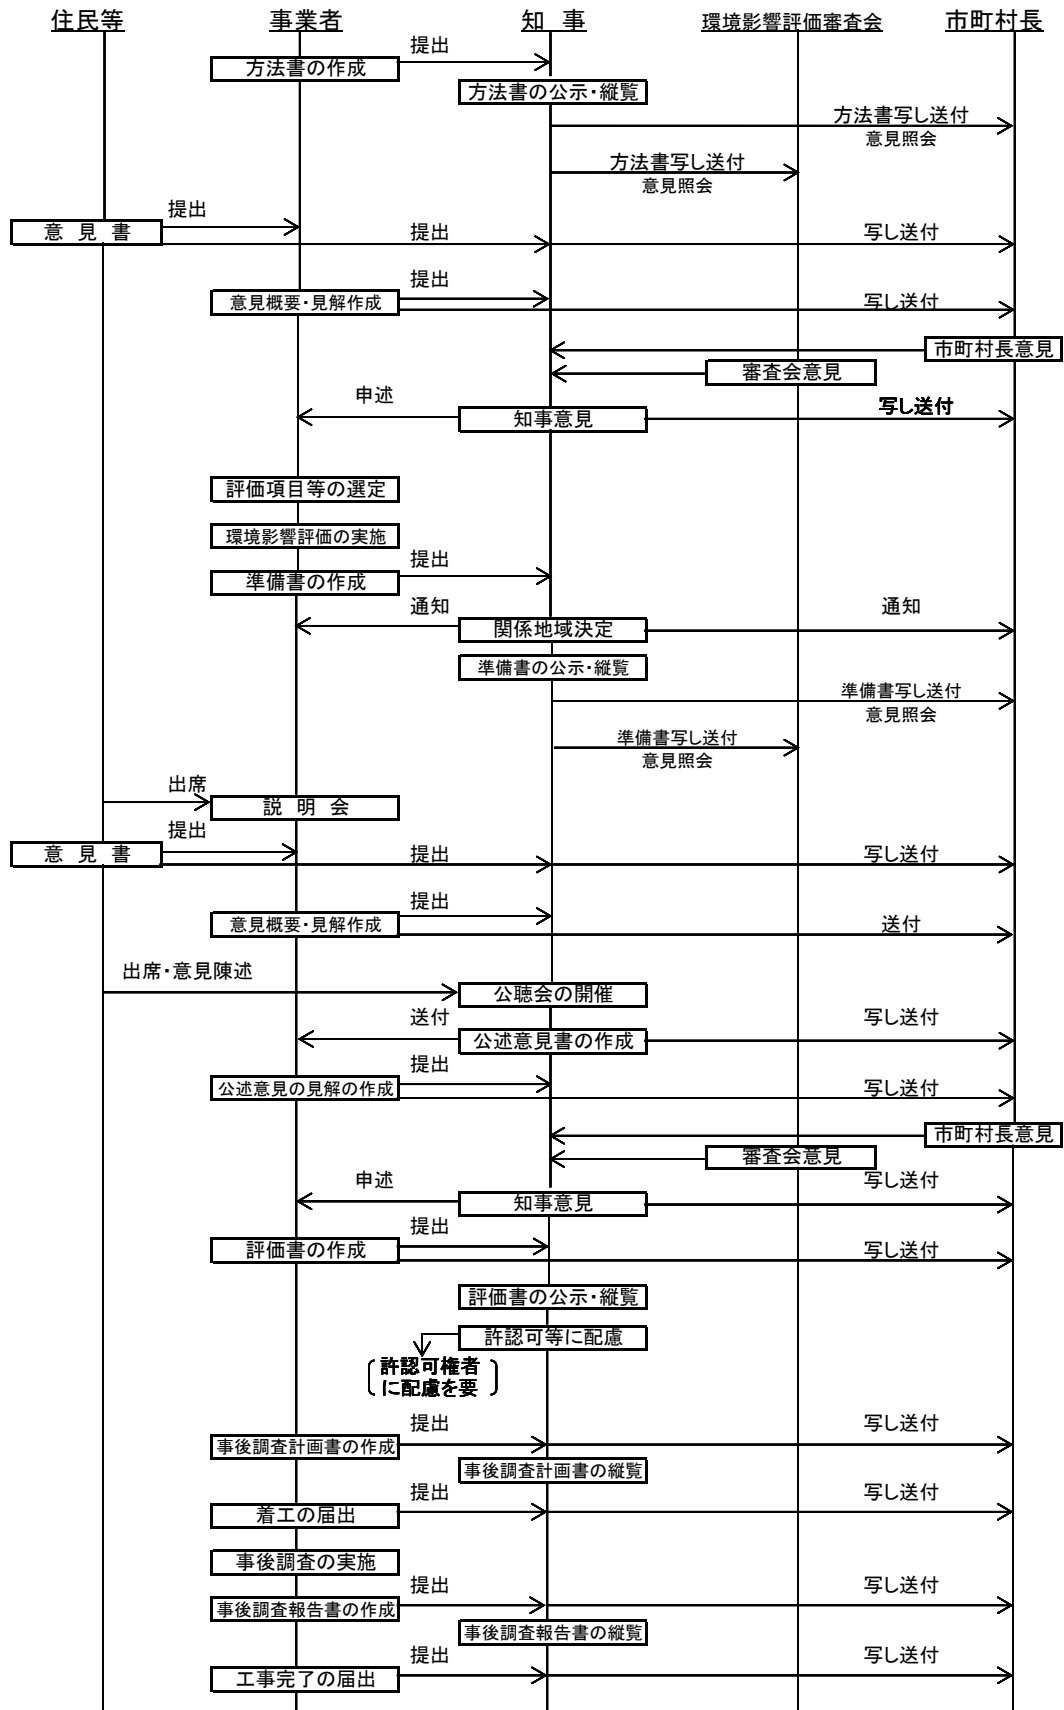 住民等
事業者
知 事
環境影響評価審査会
市町村長
提出
方法書の作成
方法書の公示・縦覧
方法書写し送付
意見照会
方法書写し送付
意見照会
提出
意 見 書
提出
写し送付
提出
意見概要・見解作成
写し送付
市町村長意見
審査会意見
申述
知事意見
写し送付
評価項目等の選定
環境影響評価の実施
提出
準備書の作成
通知
関係地域決定
通知
準備書の公示・縦覧
準備書写し送付
意見照会
準備書写し送付
意見照会
出席
説 明 会
提出
意 見 書
提出
写し送付
提出
意見概要・見解作成
送付
出席・意見陳述
公聴会の開催
送付
公述意見書の作成
写し送付
提出
公述意見の見解の作成
写し送付
市町村長意見
審査会意見
申述
知事意見
写し送付
提出
評価書の作成
写し送付
評価書の公示・縦覧
許認可等に配慮
許認可権者
に配慮を要
提出
事後調査計画書の作成
写し送付
事後調査計画書の縦覧
提出
着工の届出
写し送付
事後調査の実施
提出
事後調査報告書の作成
写し送付
事後調査報告書の縦覧
提出
工事完了の届出
写し送付